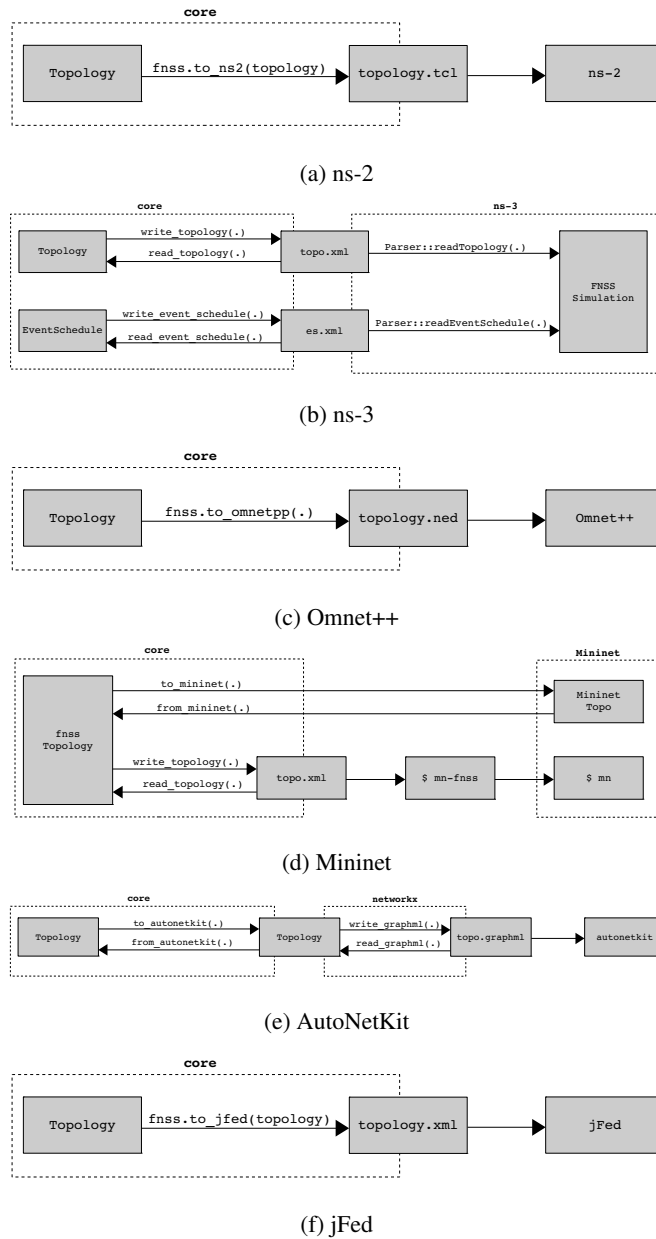 core
Topology
fnss.to_ns2(topology)
topology.tcl
ns-2
(a) ns-2
core
ns-3
Topology
write_topology(.)
read_topology(.)
topo.xml
Parser::readTopology(.)
FNSS
Simulation
EventSchedule
write_event_schedule(.)
read_event_schedule(.)
es.xml
Parser::readEventSchedule(.)
(b) ns-3
core
Topology
fnss.to_omnetpp(.)
topology.ned
Omnet++
(c) Omnet++
core
Mininet
fnss
Topology
to_mininet(.)
from_mininet(.)
Mininet
Topo
write_topology(.)
read_topology(.)
topo.xml
$ mn-fnss
$ mn
(d) Mininet
core
networkx
Topology
to_autonetkit(.)
from_autonetkit(.)
Topology
write_graphml(.)
read_graphml(.)
topo.graphml
autonetkit
(e) AutoNetKit
core
Topology
fnss.to_jfed(topology)
topology.xml
jFed
(f) jFed